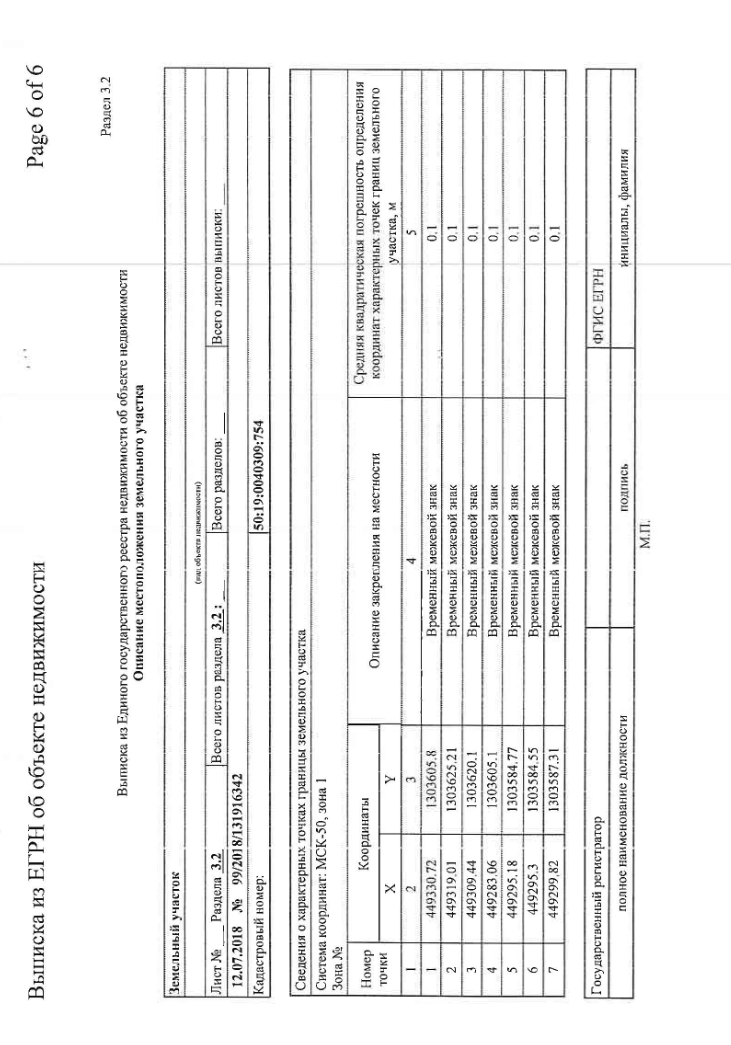 Выписка из ЕГРН об объекте недвижимости Page 6 of 6
Раздел 3.2
Выписка из Единого государственного реестра недвижимости об объекте недвижимости
Описание местоположения земельного участка
Земельный участок
(вид объекта недвижимости)
Лист № ___ Раздела 3.2 Всего листов раздела 3.2 : ___ Всего разделов: ___ Всего листов выписки: ___
12.07.2018 № 99/2018/131916342
Кадастровый номер: 50:19:0040309:754
Сведения о характерных точках границы земельного участка
Система координат: МСК-50, зона 1
Зона №
Номер точки Координаты Описание закрепления на местности Средняя квадратическая погрешность определения
координат характерных точек границ земельного
участка, м
X Y
1 2 3 4 5
1 449330,72 1303605.8 Временный межевой знак 0.1
2 449319.01 1303625.21 Временный межевой знак 0.1
3 449309.44 1303620.1 Временный межевой знак 0.1
4 449283,06 1303605.1 Временный межевой знак 0.1
5 449295.18 1303584.77 Временный межевой знак 0.1
6 449295.3 1303584.55 Временный межевой знак 0.1
7 449299,82 1303587.31 Временный межевой знак 0.1
Государственный регистратор ФГИС ЕГРН
полное наименование должности подпись инициалы, фамилия
М.П.